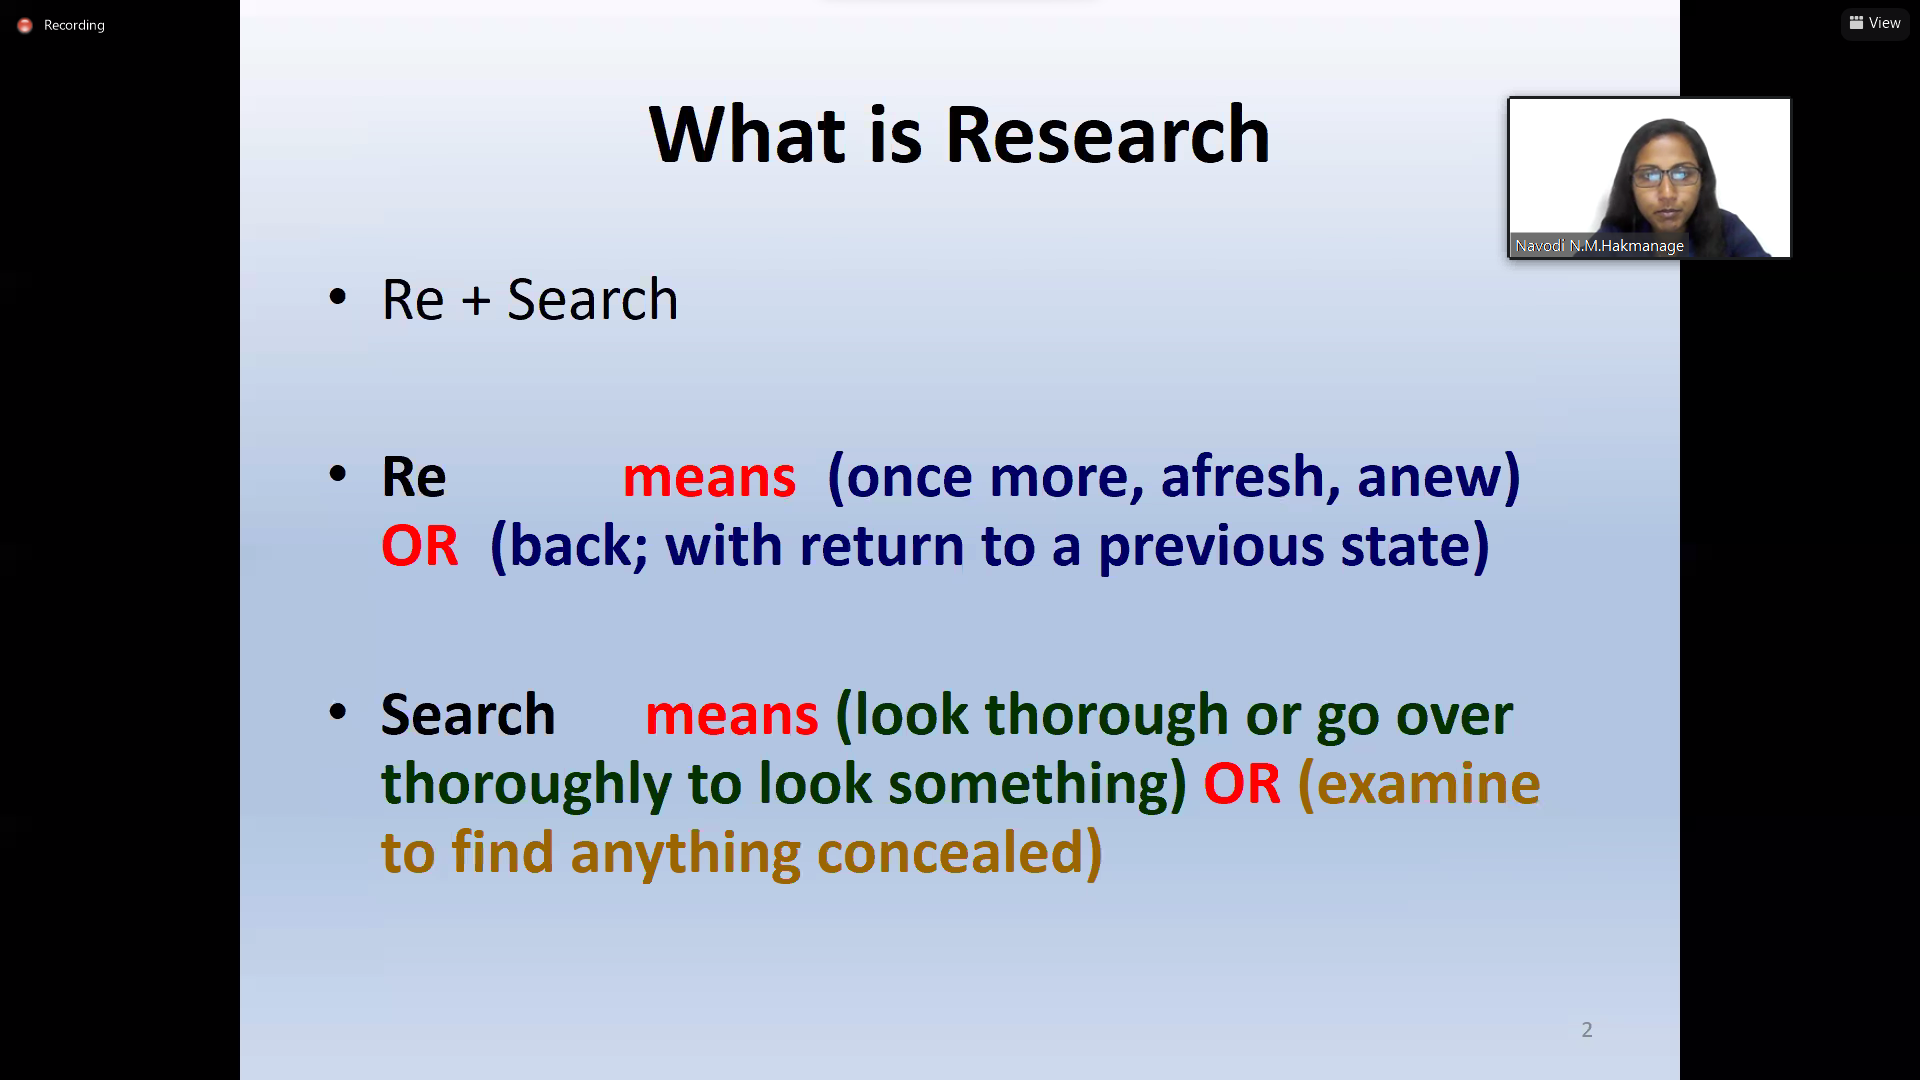 Recording
View
What is Research
Navodi N.M.Hakmanage
• Re + Search
• Re means (once more, afresh, anew)
OR (back; with return to a previous state)
• Search means (look thorough or go over
thoroughly to look something) OR (examine
to find anything concealed)
2